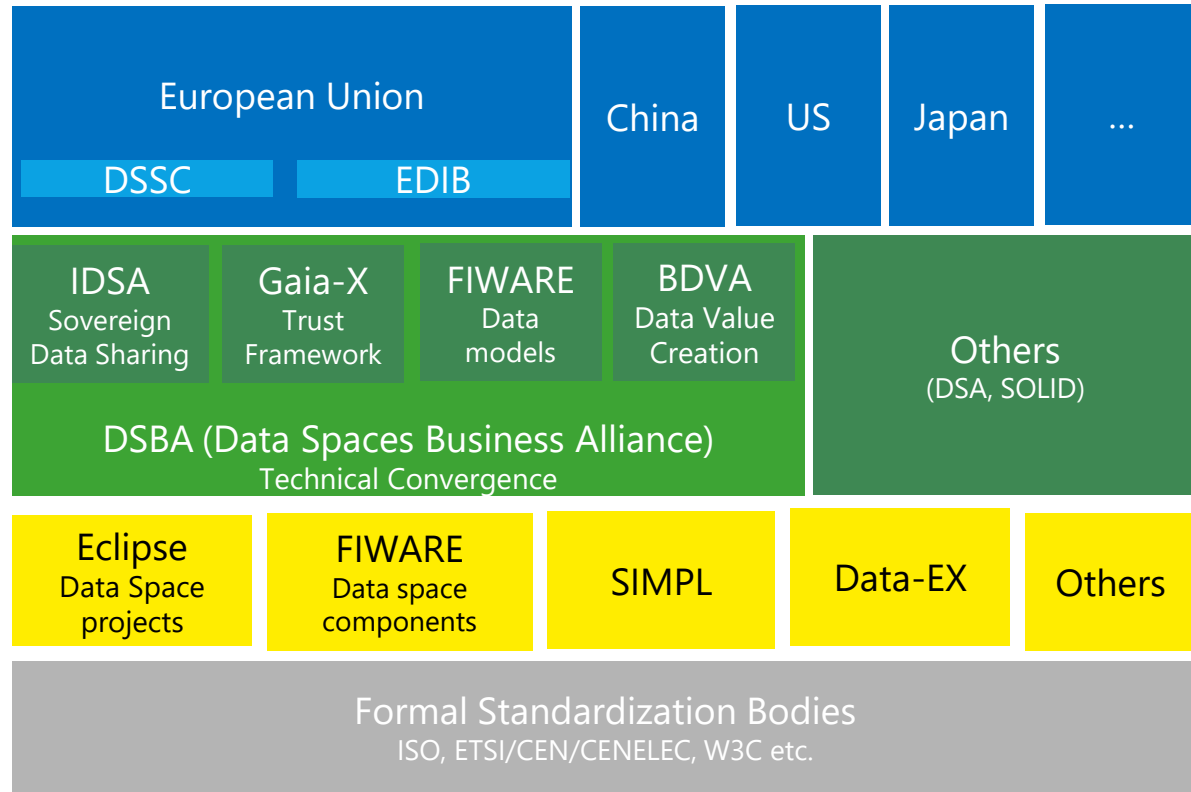 European Union
DSSC
EDIB
China
US
Japan
...
IDSA
Sovereign
Data Sharing
Gaia-X
Trust
Framework
FIWARE
Data
models
BDVA
Data Value
Creation
DSBA (Data Spaces Business Alliance)
Technical Convergence
Others
(DSA, SOLID)
Eclipse
Data Space
projects
FIWARE
Data space
components
SIMPL
Data-EX
Others
Formal Standardization Bodies
ISO, ETSI/CEN/CENELEC, W3C etc.